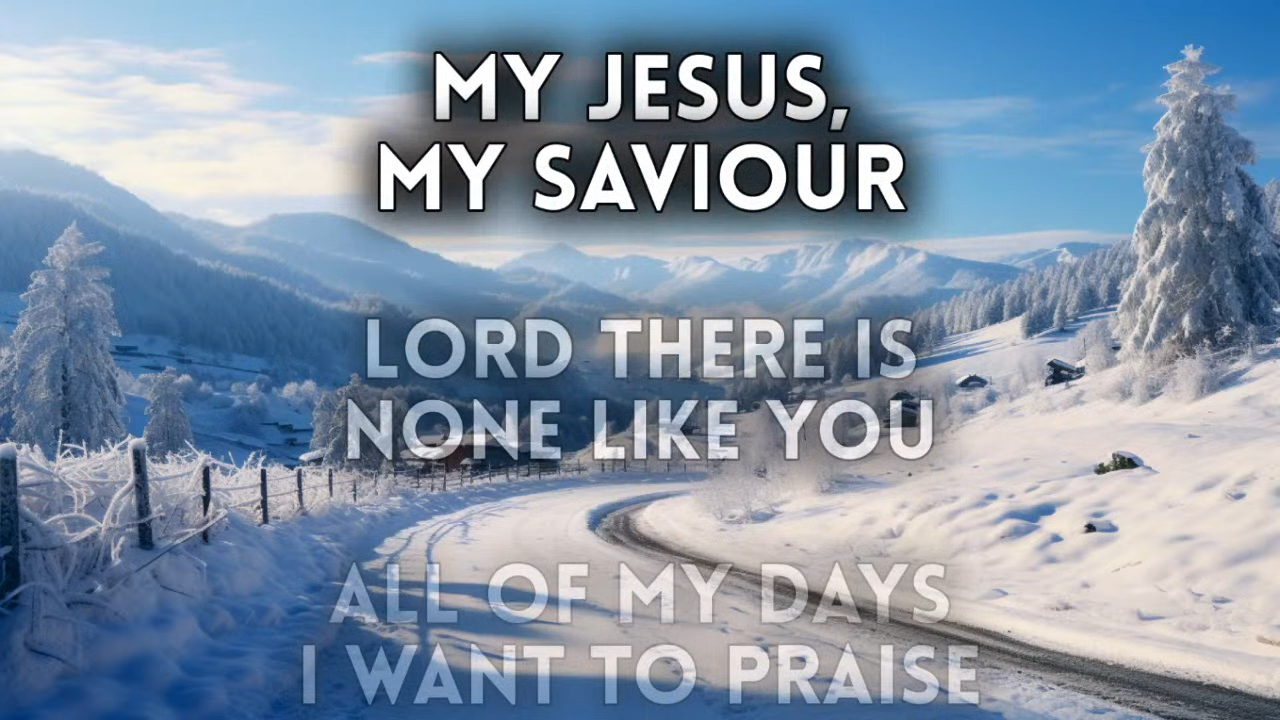 MY JESUS,
MY SAVIOUR
LORD THERE IS
NONE LIKE YOU
ALL OF MY DAYS
I WANT TO PRAISE